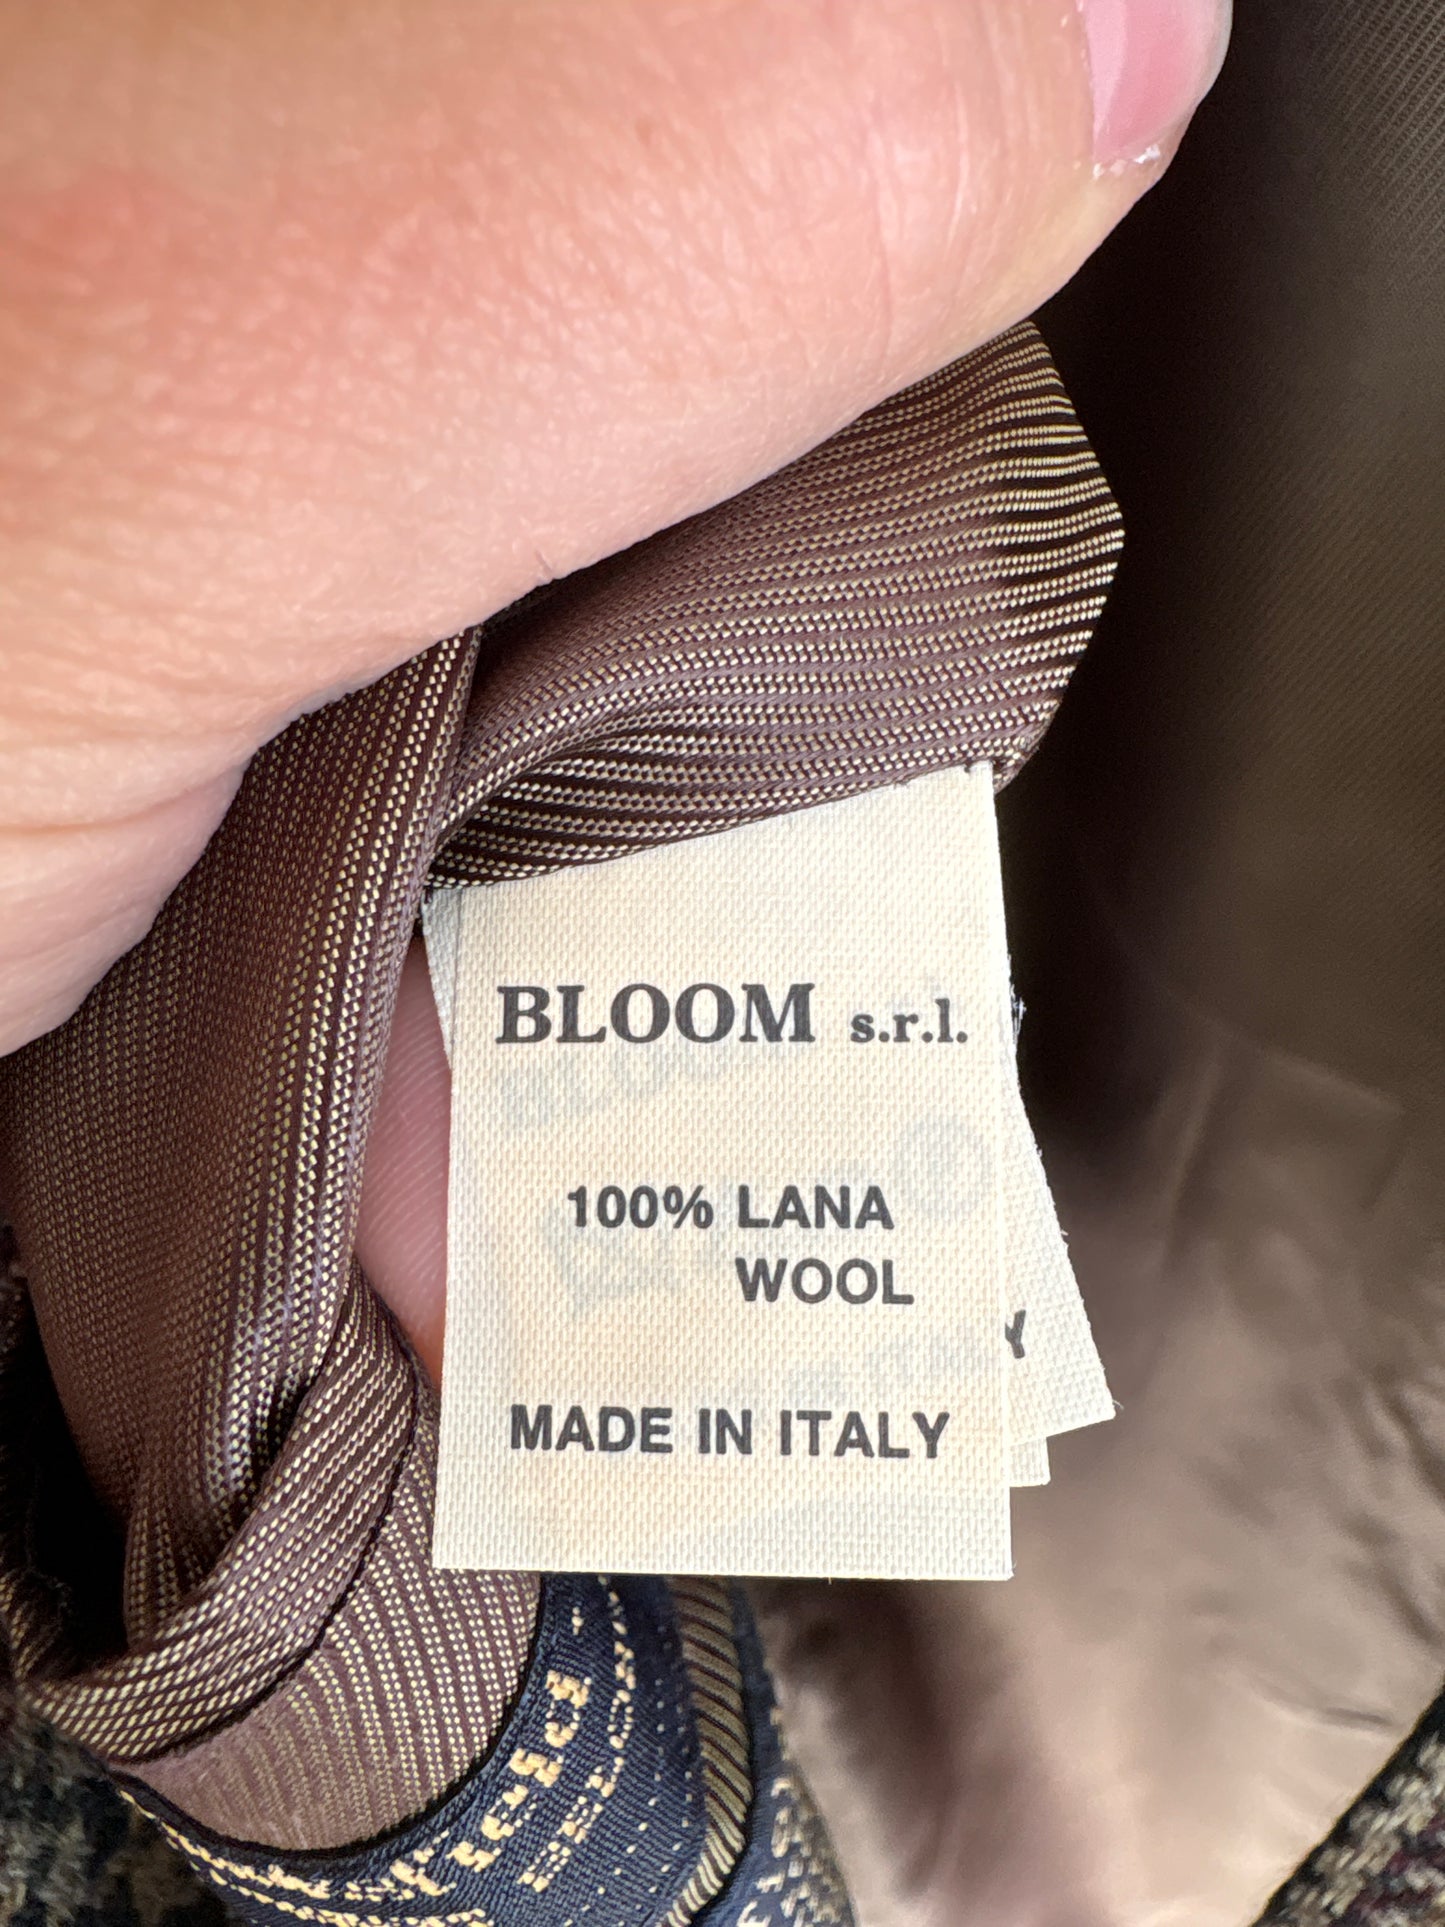 BLOOM s.r.l.
100% LANA
WOOL
MADE IN ITALY
Y